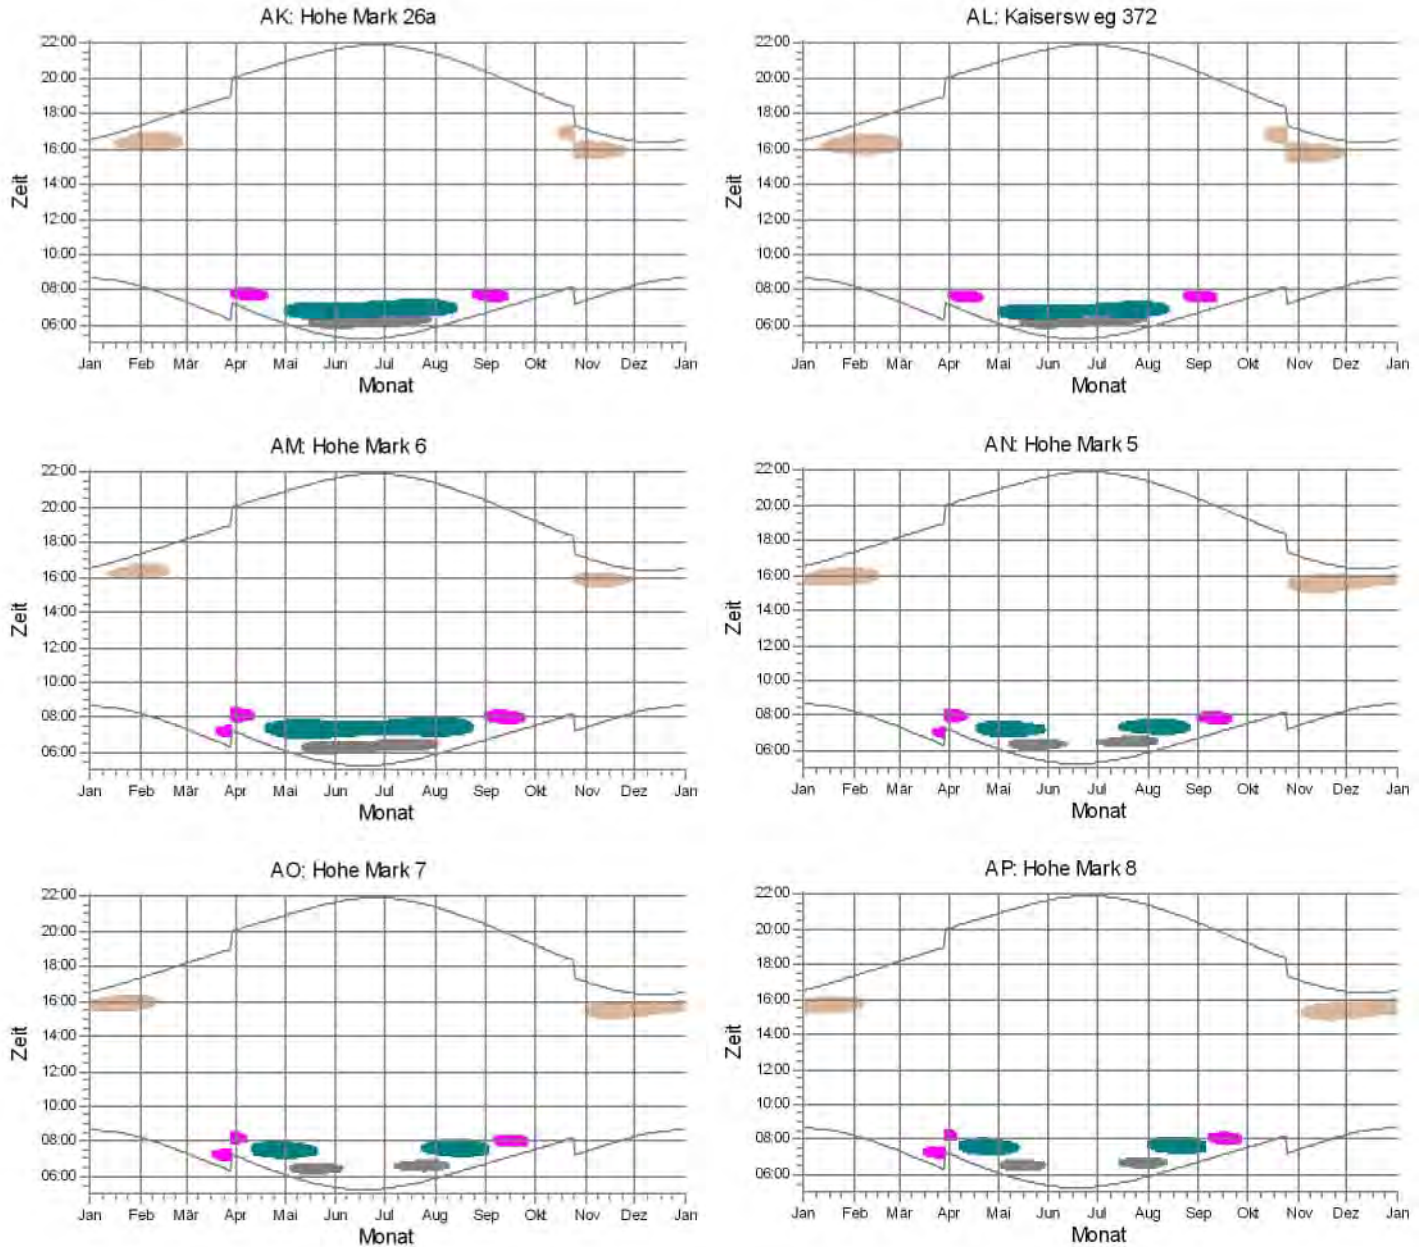 AK: Hohe Mark 26a
22:00
20:00
18:00
16:00
14:00
12:00
10:00
08:00
06:00
Zeit
Jan Feb Mär Apr Mai Jun Jul Aug Sep Okt Nov Dez Jan
Monat
AL: Kaisersweg 372
22:00
20:00
18:00
16:00
14:00
12:00
10:00
08:00
06:00
Zeit
Jan Feb Mär Apr Mai Jun Jul Aug Sep Okt Nov Dez Jan
Monat
AM: Hohe Mark 6
22:00
20:00
18:00
16:00
14:00
12:00
10:00
08:00
06:00
Zeit
Jan Feb Mär Apr Mai Jun Jul Aug Sep Okt Nov Dez Jan
Monat
AN: Hohe Mark 5
22:00
20:00
18:00
16:00
14:00
12:00
10:00
08:00
06:00
Zeit
Jan Feb Mär Apr Mai Jun Jul Aug Sep Okt Nov Dez Jan
Monat
AO: Hohe Mark 7
22:00
20:00
18:00
16:00
14:00
12:00
10:00
08:00
06:00
Zeit
Jan Feb Mär Apr Mai Jun Jul Aug Sep Okt Nov Dez Jan
Monat
AP: Hohe Mark 8
22:00
20:00
18:00
16:00
14:00
12:00
10:00
08:00
06:00
Zeit
Jan Feb Mär Apr Mai Jun Jul Aug Sep Okt Nov Dez Jan
Monat